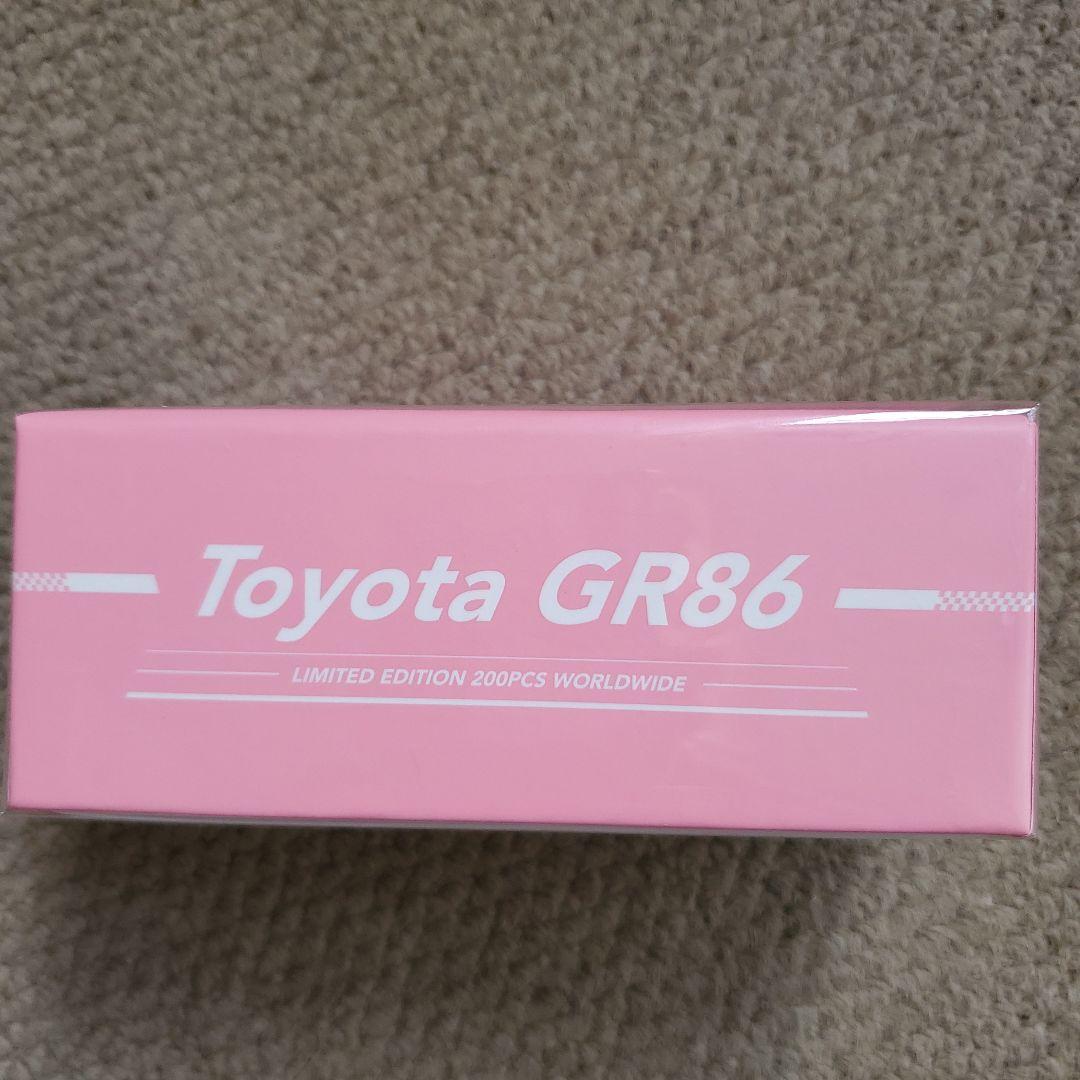 Toyota GR86
LIMITED EDITION 200PCS WORLDWIDE